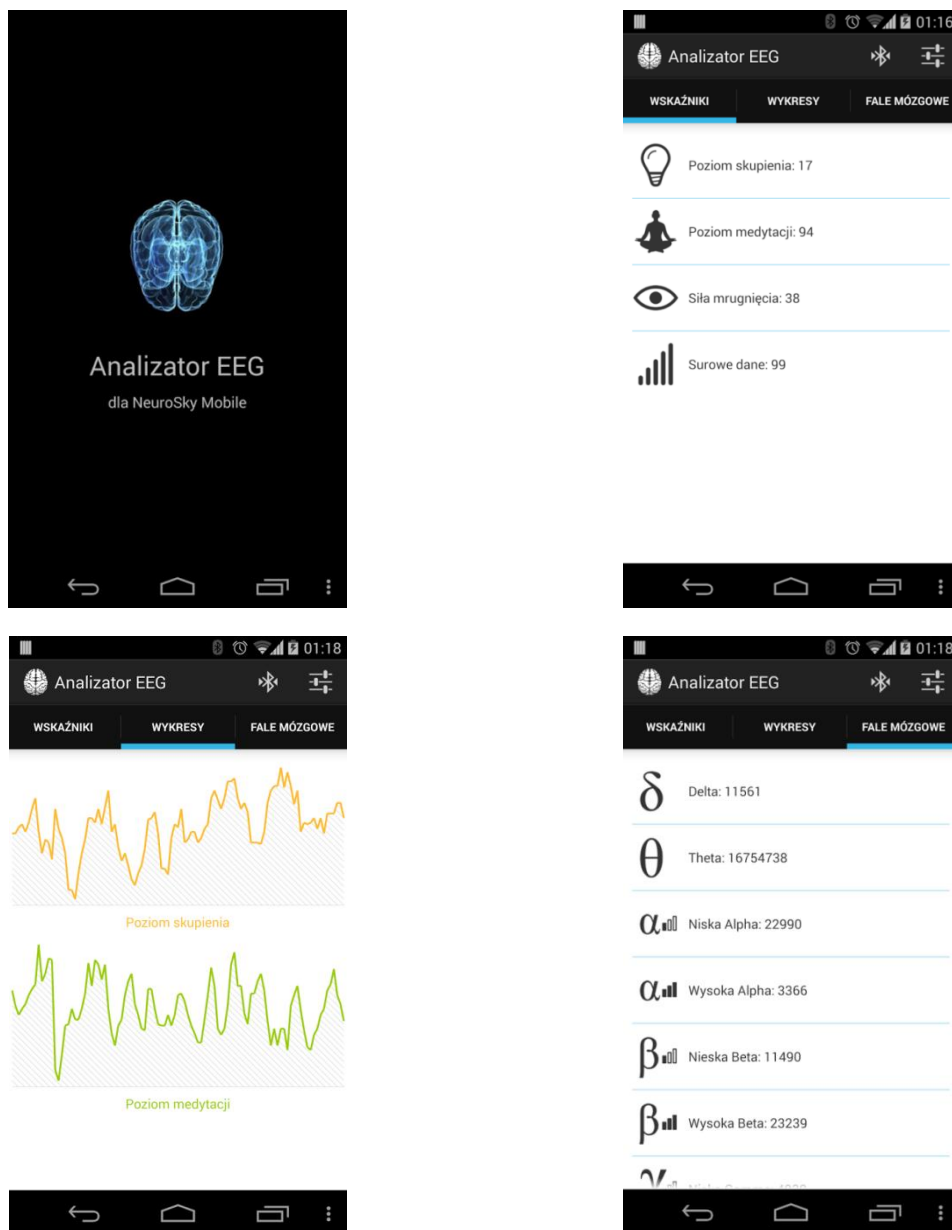 Analizator EEG
dla NeuroSky Mobile
01:16
Analizator EEG
WSKAŹNIKI WYKRESY FALE MÓZGOWE
Poziom skupienia: 17
Poziom medytacji: 94
Siła mrugnięcia: 38
Surowe dane: 99
01:18
Analizator EEG
WSKAŹNIKI WYKRESY FALE MÓZGOWE
Poziom skupienia
Poziom medytacji
01:18
Analizator EEG
WSKAŹNIKI WYKRESY FALE MÓZGOWE
δ Delta: 11561
θ Theta: 16754738
α Niska Alpha: 22990
α Wysoka Alpha: 3366
β Nieska Beta: 11490
β Wysoka Beta: 23239
γ